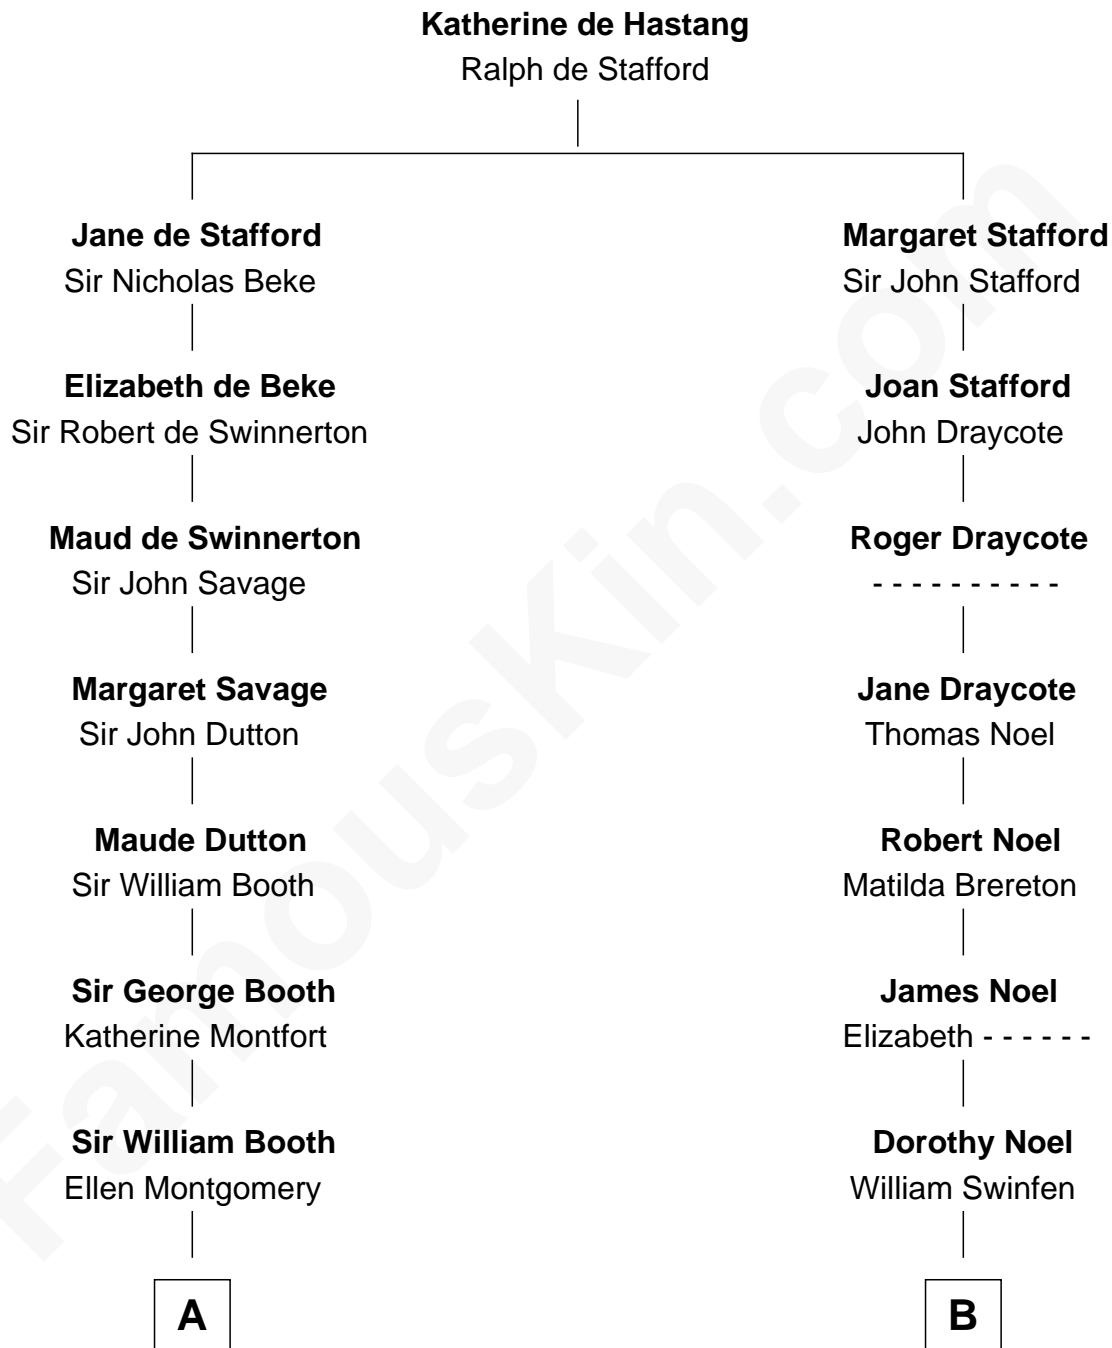 Katherine de Hastang
Ralph de Stafford
Jane de Stafford
Sir Nicholas Beke
Margaret Stafford
Sir John Stafford
Elizabeth de Beke
Sir Robert de Swinnerton
Joan Stafford
John Draycote
Maud de Swinnerton
Sir John Savage
Roger Draycote
- - - - - - - - - -
Margaret Savage
Sir John Dutton
Jane Draycote
Thomas Noel
Maude Dutton
Sir William Booth
Robert Noel
Matilda Brereton
Sir George Booth
Katherine Montfort
James Noel
Elizabeth - - - - - -
Sir William Booth
Ellen Montgomery
Dorothy Noel
William Swinfen
A
B
FamousKin.com